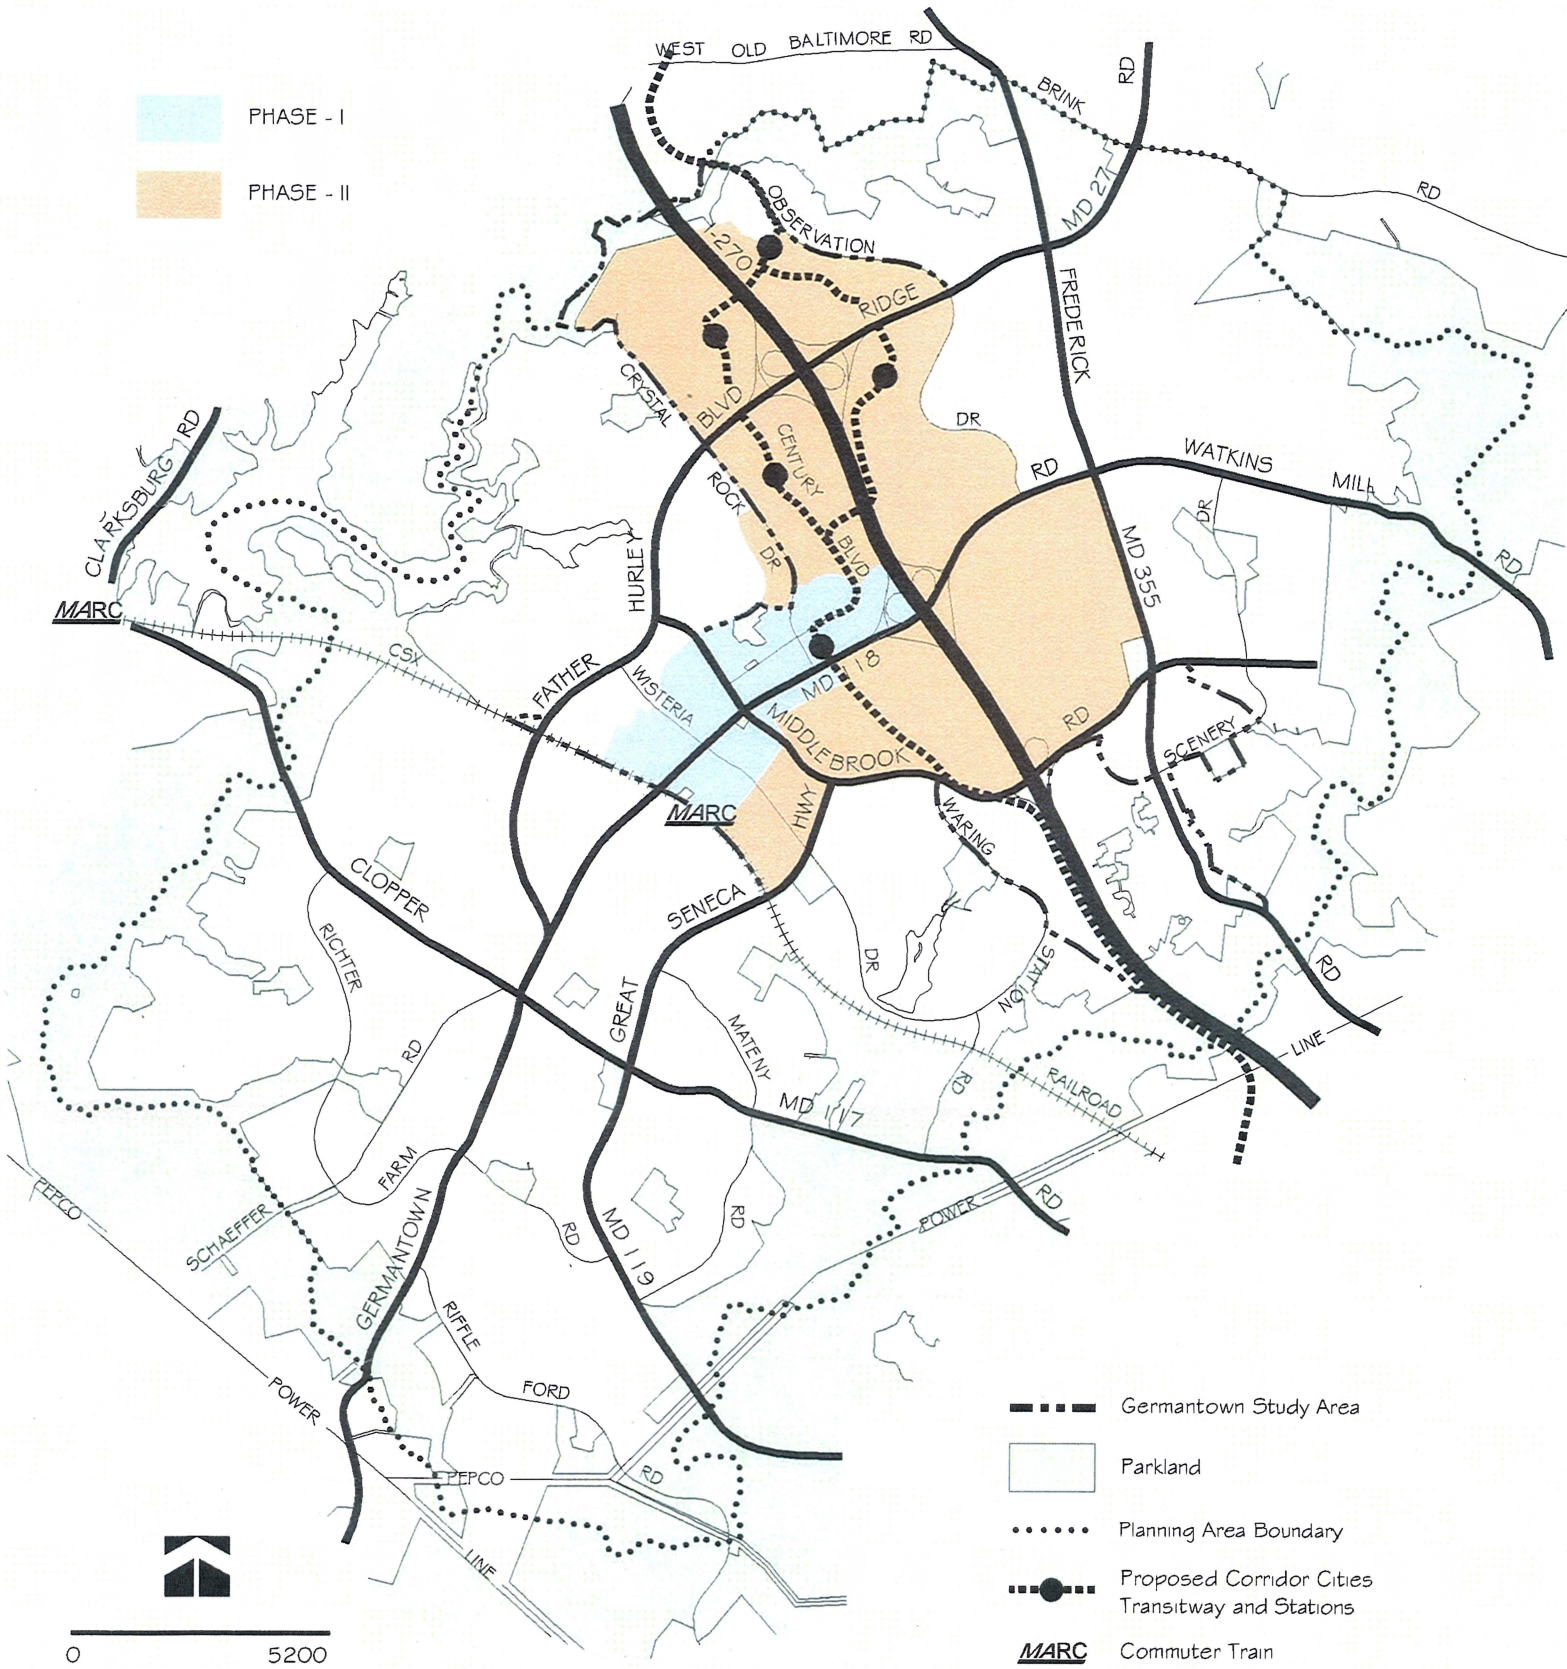 WEST OLD BALTIMORE RD
RD
BRINK
PHASE - I
PHASE - II
MD 27
RD
OBSERVATION
I-270
RIDGE
FREDERICK
CRYSTAL
BLVD
DR
CLARKSBURG RD
CENTURY
ROCK
RD
WATKINS
MILL
DR
BLVD
DR
MD 355
RD
HURLEY
MARC
CSX
FATHER
WISTERIA
MD 118
MIDDLEBROOK
RD
SCENERY
MARC
HWY
WARING
CLOPPER
SENECA
RICHTER
DR
STATION
RD
GREAT
MATENY
LINE
RD
RD
RAILROAD
MD 117
FARM
PEPCO
SCHAEFFER
GERMANTOWN
RD
RD
POWER
RD
MD 119
RIFFLE
FORD
POWER
PEPCO
RD
LINE
Germantown Study Area
Parkland
Planning Area Boundary
Proposed Corridor Cities
Transitway and Stations
MARC Commuter Train
0 5200